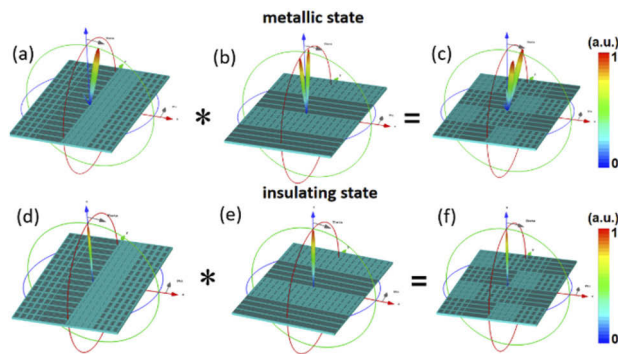 metallic state
(a)
(b)
(c)
(a.u.)
1
*
=
0
insulating state
(d)
(e)
(f)
(a.u.)
1
*
=
0